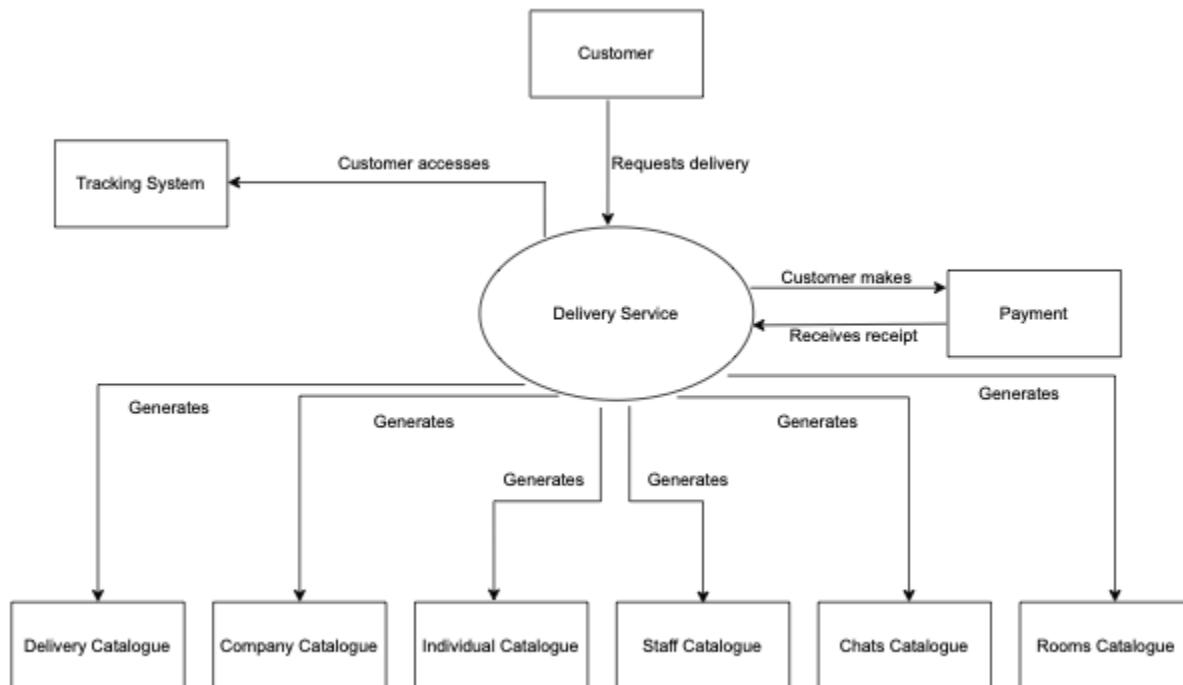 Customer
Customer accesses
Requests delivery
Tracking System
Customer makes
Delivery Service
Payment
Receives receipt
Generates
Generates
Generates
Generates
Generates
Generates
Delivery Catalogue
Company Catalogue
Individual Catalogue
Staff Catalogue
Chats Catalogue
Rooms Catalogue